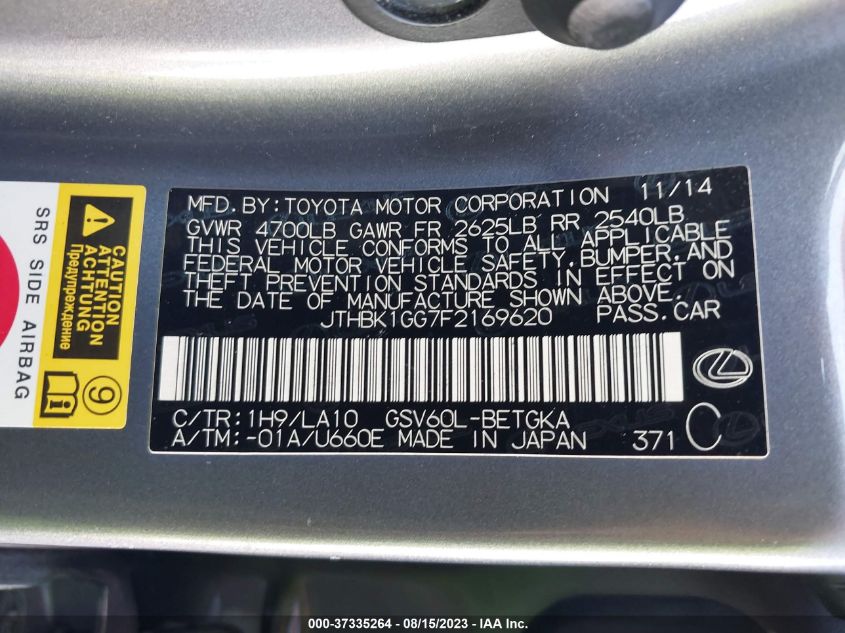 MFD. BY: TOYOTA MOTOR CORPORATION 11/14
GVWR 4700LB GAWR FR 2625LB RR 2540LB
THIS VEHICLE CONFORMS TO ALL APPLICABLE
FEDERAL MOTOR VEHICLE SAFETY, BUMPER, AND
THEFT PREVENTION STANDARDS IN EFFECT ON
THE DATE OF MANUFACTURE SHOWN ABOVE.
JTHBK1GG7F2169620 PASS. CAR
C/TR: 1H9/LA10 GSV60L-BETGKA
A/TM: -01A/U660E MADE IN JAPAN 371 C
SRS SIDE AIRBAG
CAUTION
ATTENTION
ACHTUNG
Предупреждение
9
000-37335264 - 08/15/2023 - IAA Inc.